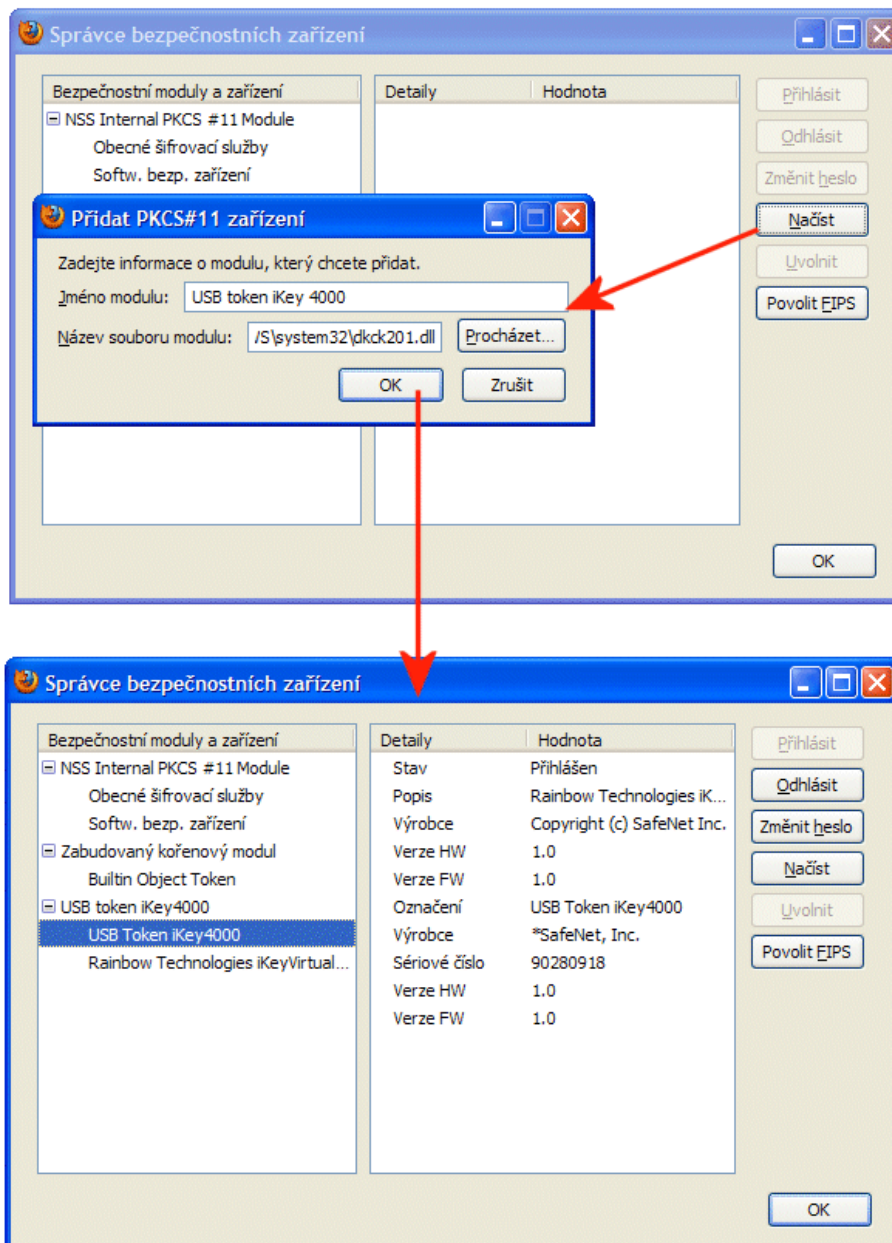 Správce bezpečnostních zařízení
Bezpečnostní moduly a zařízení
Detaily
Hodnota
NSS Internal PKCS #11 Module
Obecné šifrovací služby
Softw. bezp. zařízení
Přihlásit
Odhlásit
Změnit heslo
Načíst
Uvolnit
Povolit FIPS
Přidat PKCS#11 zařízení
Zadejte informace o modulu, který chcete přidat.
Jméno modulu: USB token iKey 4000
Název souboru modulu: /S\system32\dkck201.dll Procházet...
OK Zrušit
OK
Správce bezpečnostních zařízení
Bezpečnostní moduly a zařízení
NSS Internal PKCS #11 Module
Obecné šifrovací služby
Softw. bezp. zařízení
Zabudovaný kořenový modul
Builtin Object Token
USB token iKey4000
USB Token iKey4000
Rainbow Technologies iKeyVirtual...
Detaily Hodnota
Stav Přihlášen
Popis Rainbow Technologies iK...
Výrobce Copyright (c) SafeNet Inc.
Verze HW 1.0
Verze FW 1.0
Označení USB Token iKey4000
Výrobce *SafeNet, Inc.
Sériové číslo 90280918
Verze HW 1.0
Verze FW 1.0
Přihlásit
Odhlásit
Změnit heslo
Načíst
Uvolnit
Povolit FIPS
OK